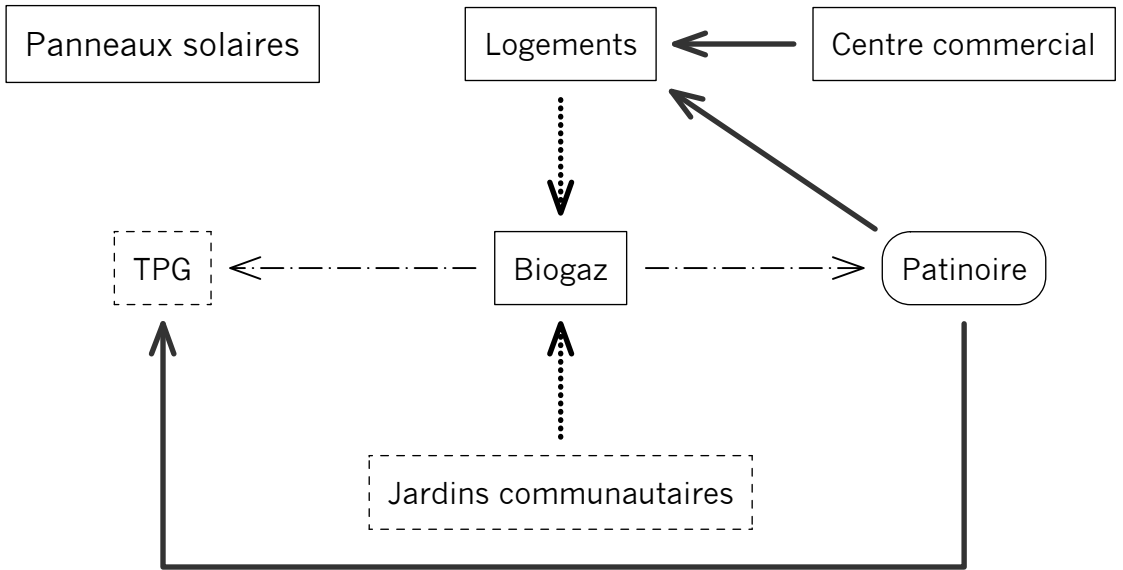 Panneaux solaires
Logements
Centre commercial
TPG
Biogaz
Patinoire
Jardins communautaires